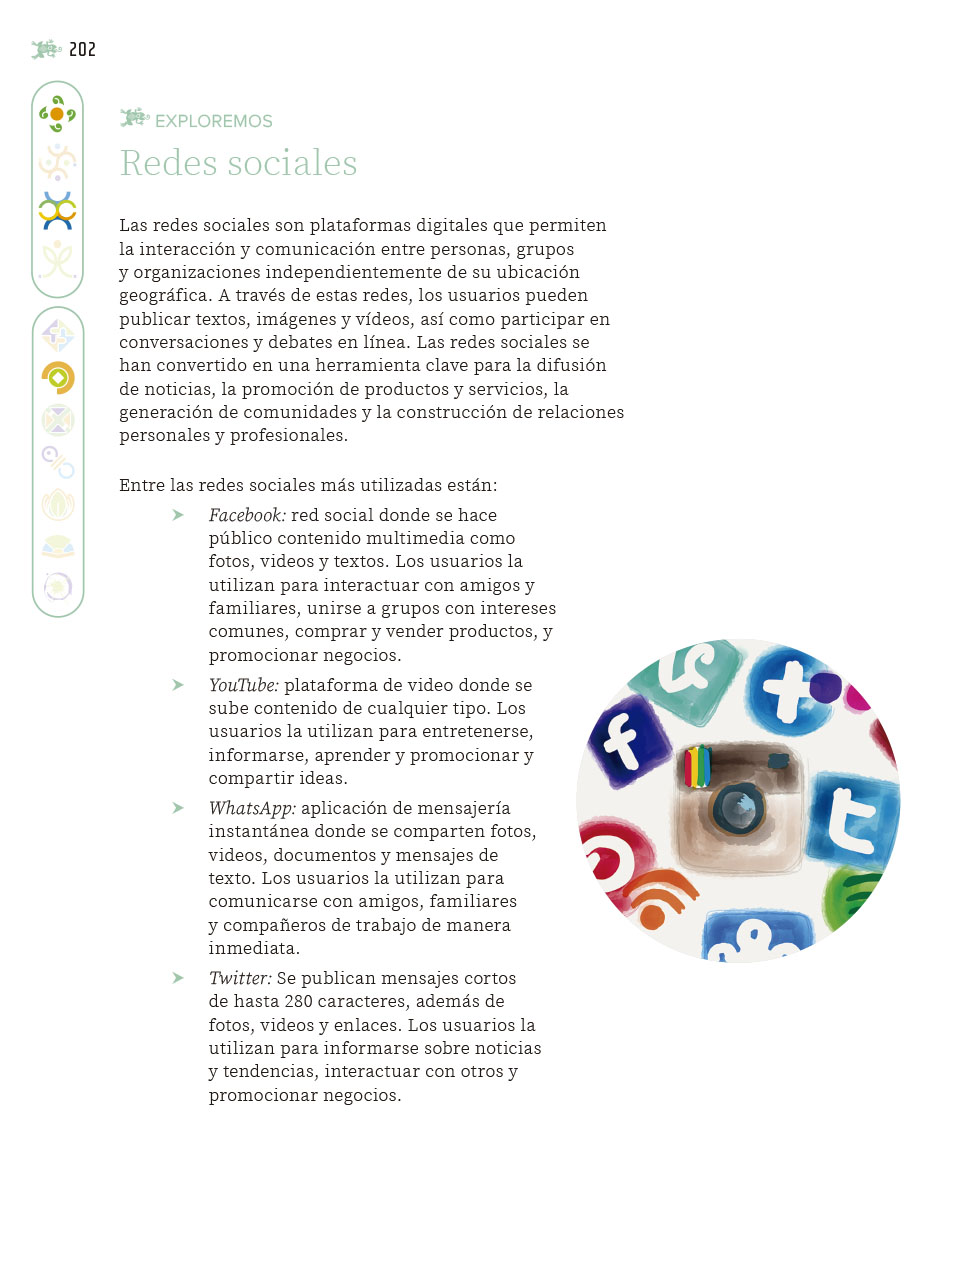 202
EXPLOREMOS
Redes sociales
Las redes sociales son plataformas digitales que permiten
la interacción y comunicación entre personas, grupos
y organizaciones independientemente de su ubicación
geográfica. A través de estas redes, los usuarios pueden
publicar textos, imágenes y vídeos, así como participar en
conversaciones y debates en línea. Las redes sociales se
han convertido en una herramienta clave para la difusión
de noticias, la promoción de productos y servicios, la
generación de comunidades y la construcción de relaciones
personales y profesionales.
Entre las redes sociales más utilizadas están:
➤ Facebook: red social donde se hace
público contenido multimedia como
fotos, videos y textos. Los usuarios la
utilizan para interactuar con amigos y
familiares, unirse a grupos con intereses
comunes, comprar y vender productos, y
promocionar negocios.
➤ YouTube: plataforma de video donde se
sube contenido de cualquier tipo. Los
usuarios la utilizan para entretenerse,
informarse, aprender y promocionar y
compartir ideas.
➤ WhatsApp: aplicación de mensajería
instantánea donde se comparten fotos,
videos, documentos y mensajes de
texto. Los usuarios la utilizan para
comunicarse con amigos, familiares
y compañeros de trabajo de manera
inmediata.
➤ Twitter: Se publican mensajes cortos
de hasta 280 caracteres, además de
fotos, videos y enlaces. Los usuarios la
utilizan para informarse sobre noticias
y tendencias, interactuar con otros y
promocionar negocios.